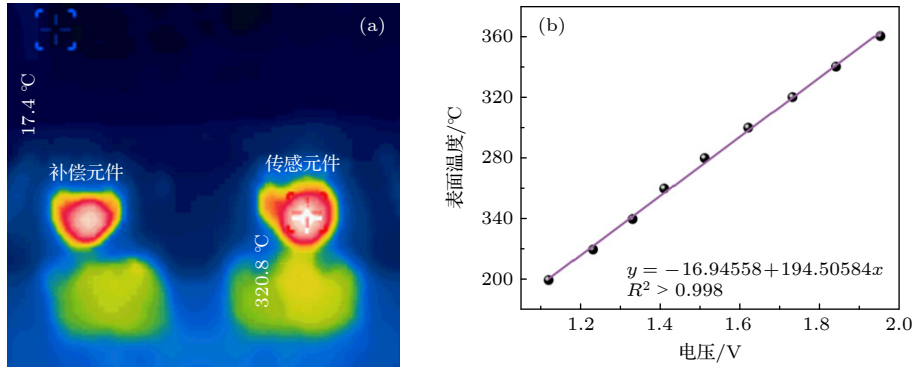 (a)
17.4 ℃
补偿元件
传感元件
320.8 ℃
(b)
表面温度/℃
360
320
280
340
200
y = −16.94558+194.50584x
R² > 0.998
1.2
1.4
1.6
1.8
2.0
电压/V